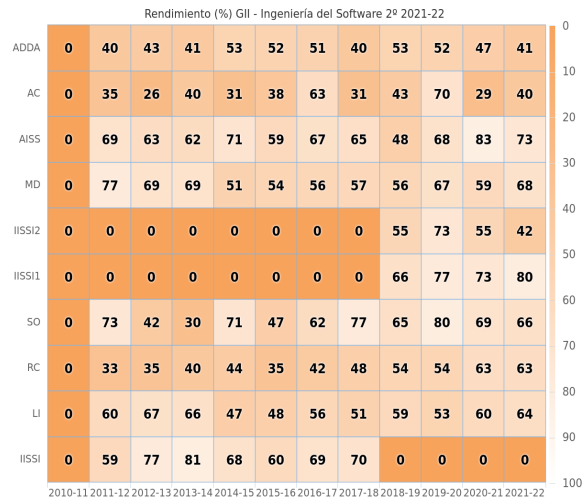 Rendimiento (%) GII - Ingeniería del Software 2º 2021-22
0
ADDA 0 40 43 41 53 52 51 40 53 52 47 41
10
AC 0 35 26 40 31 38 63 31 43 70 29 40
20
AISS 0 69 63 62 71 59 67 65 48 68 83 73
30
MD 0 77 69 69 51 54 56 57 56 67 59 68
40
IISSI2 0 0 0 0 0 0 0 0 55 73 55 42
50
IISSI1 0 0 0 0 0 0 0 0 66 77 73 80
60
SO 0 73 42 30 71 47 62 77 65 80 69 66
70
RC 0 33 35 40 44 35 42 48 54 54 63 63
80
LI 0 60 67 66 47 48 56 51 59 53 60 64
90
IISSI 0 59 77 81 68 60 69 70 0 0 0 0
100
2010-11 2011-12 2012-13 2013-14 2014-15 2015-16 2016-17 2017-18 2018-19 2019-20 2020-21 2021-22